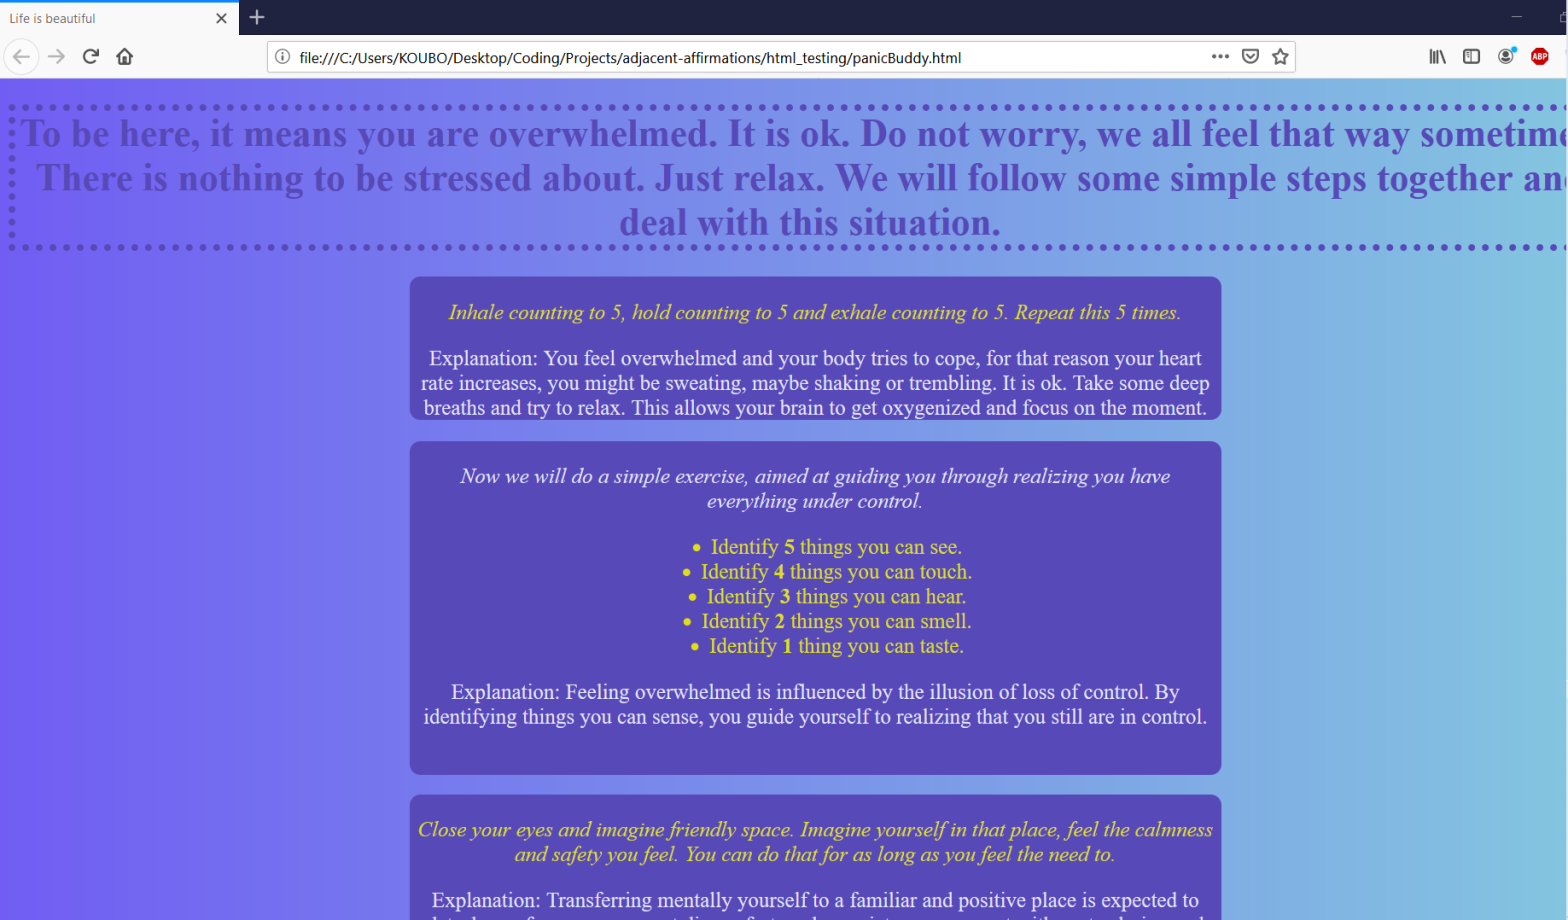 Life is beautiful
file:///C:/Users/KOUBO/Desktop/Coding/Projects/adjacent-affirmations/html_testing/panicBuddy.html
ABP
To be here, it means you are overwhelmed. It is ok. Do not worry, we all feel that way sometime
There is nothing to be stressed about. Just relax. We will follow some simple steps together an
deal with this situation.
Inhale counting to 5, hold counting to 5 and exhale counting to 5. Repeat this 5 times.
Explanation: You feel overwhelmed and your body tries to cope, for that reason your heart
rate increases, you might be sweating, maybe shaking or trembling. It is ok. Take some deep
breaths and try to relax. This allows your brain to get oxygenized and focus on the moment.
Now we will do a simple exercise, aimed at guiding you through realizing you have
everything under control.
• Identify 5 things you can see.
• Identify 4 things you can touch.
• Identify 3 things you can hear.
• Identify 2 things you can smell.
• Identify 1 thing you can taste.
Explanation: Feeling overwhelmed is influenced by the illusion of loss of control. By
identifying things you can sense, you guide yourself to realizing that you still are in control.
Close your eyes and imagine friendly space. Imagine yourself in that place, feel the calmness
and safety you feel. You can do that for as long as you feel the need to.
Explanation: Transferring mentally yourself to a familiar and positive place is expected to